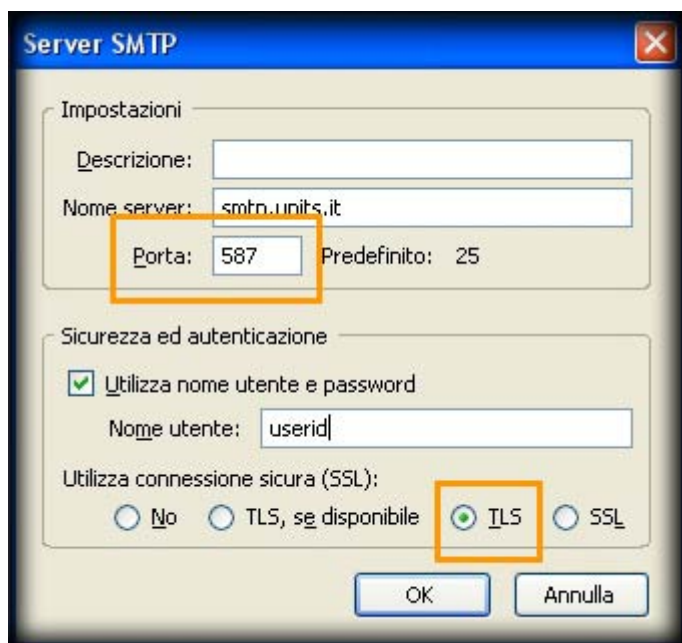 Server SMTP
Impostazioni
Descrizione:
Nome server: smtp.units.it
Porta: 587 Predefinito: 25
Sicurezza ed autenticazione
Utilizza nome utente e password
Nome utente: userid
Utilizza connessione sicura (SSL):
No TLS, se disponibile TLS SSL
OK Annulla